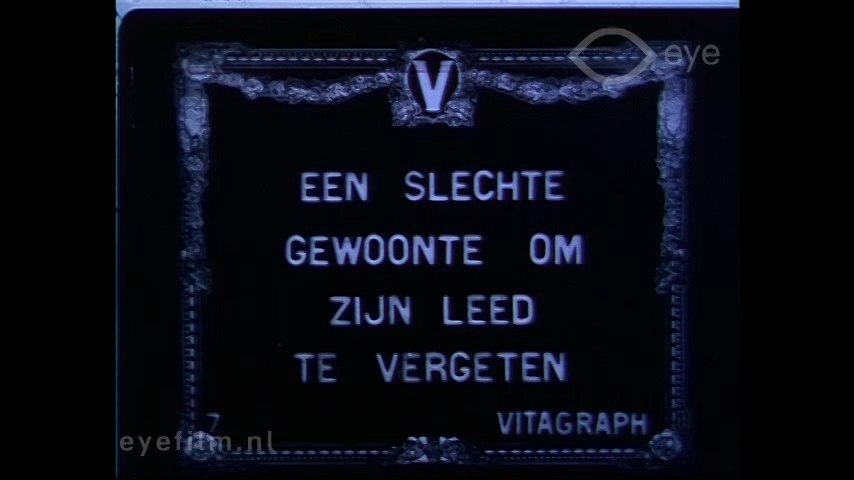 eye
V
EEN SLECHTE
GEWOONTE OM
ZIJN LEED
TE VERGETEN
7
VITAGRAPH
eyefilm.nl